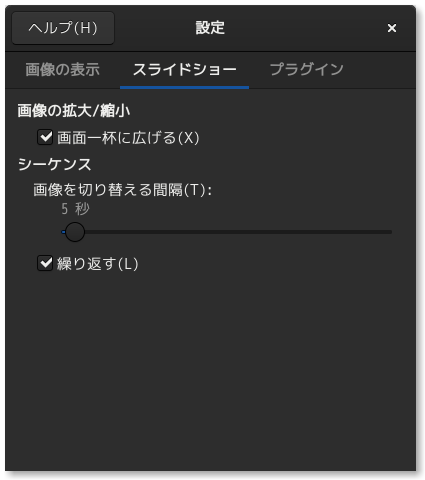 ヘルプ(H) 設定 ×
画像の表示 スライドショー プラグイン
画像の拡大/縮小
画面一杯に広げる(X)
シーケンス
画像を切り替える間隔(T):
5 秒
繰り返す(L)